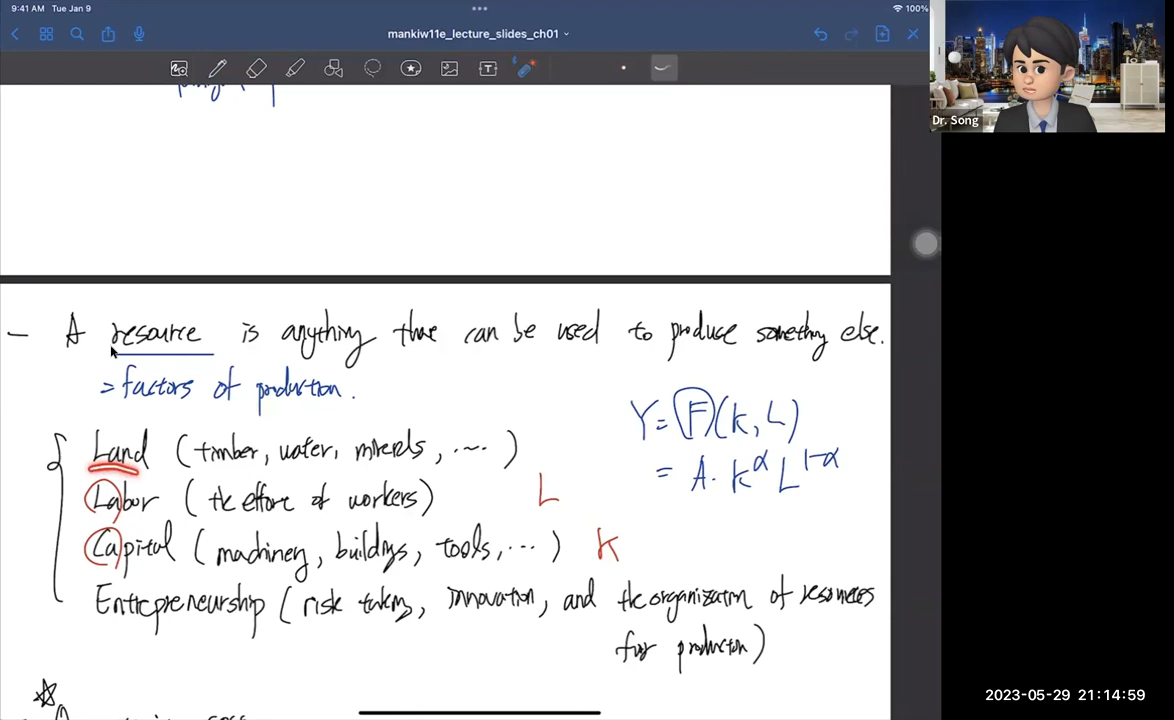 9:41 AM Tue Jan 9
100%
mankiw11e_lecture_slides_ch01
Dr. Song
— A resource is anything that can be used to produce something else.
= factors of production.
Y = F(K, L)
= A · K^α L^1-α
Land (timber, water, minerals, ....)
Labor (the effort of workers) L
Capital (machinery, buildings, tools, ...) K
Entrepreneurship (risk taking, innovation, and the organization of resources
for production)
2023-05-29 21:14:59